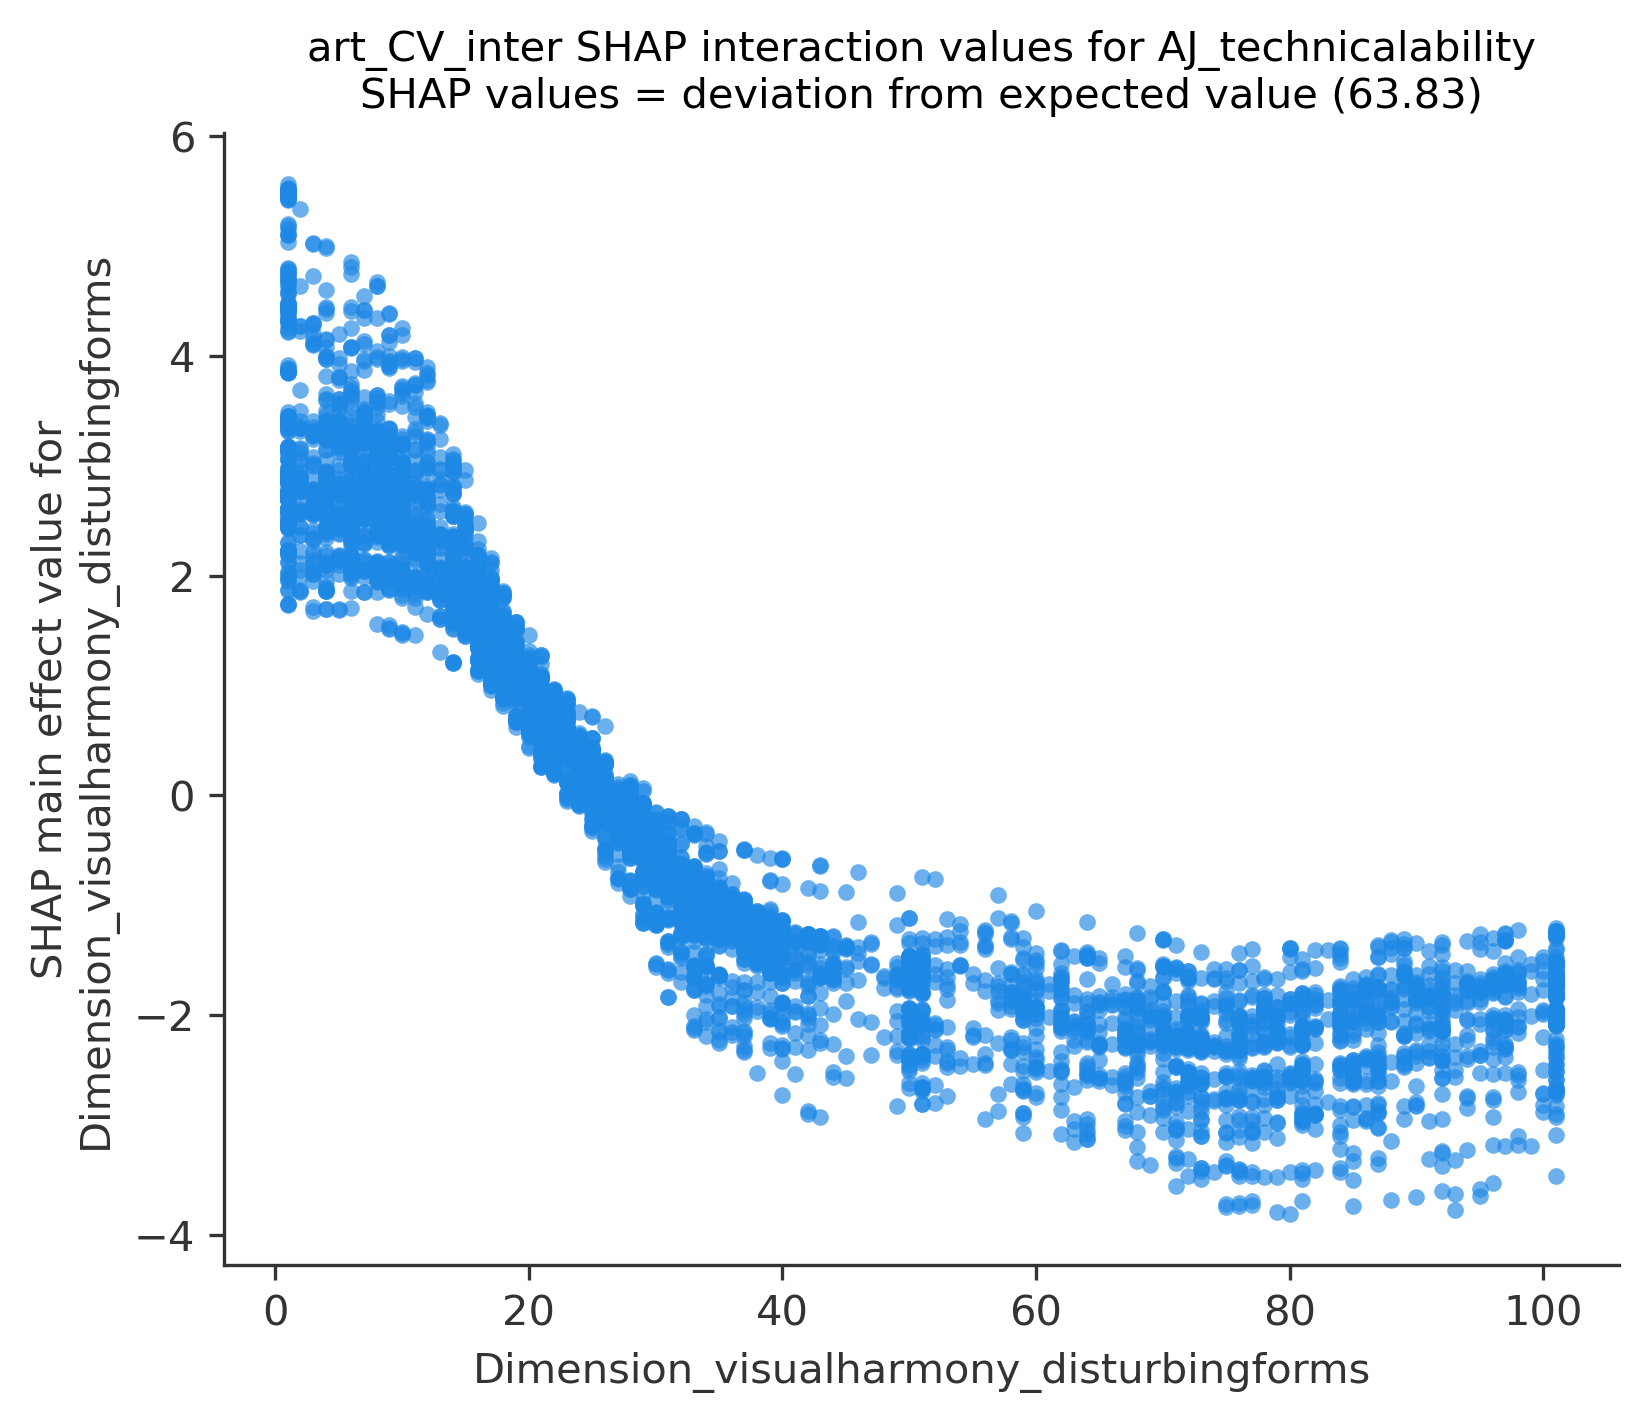 art_CV_inter SHAP interaction values for AJ_technicalability
SHAP values = deviation from expected value (63.83)
SHAP main effect value for
Dimension_visualharmony_disturbingforms
6
4
2
0
−2
−4
0
20
40
60
80
100
Dimension_visualharmony_disturbingforms